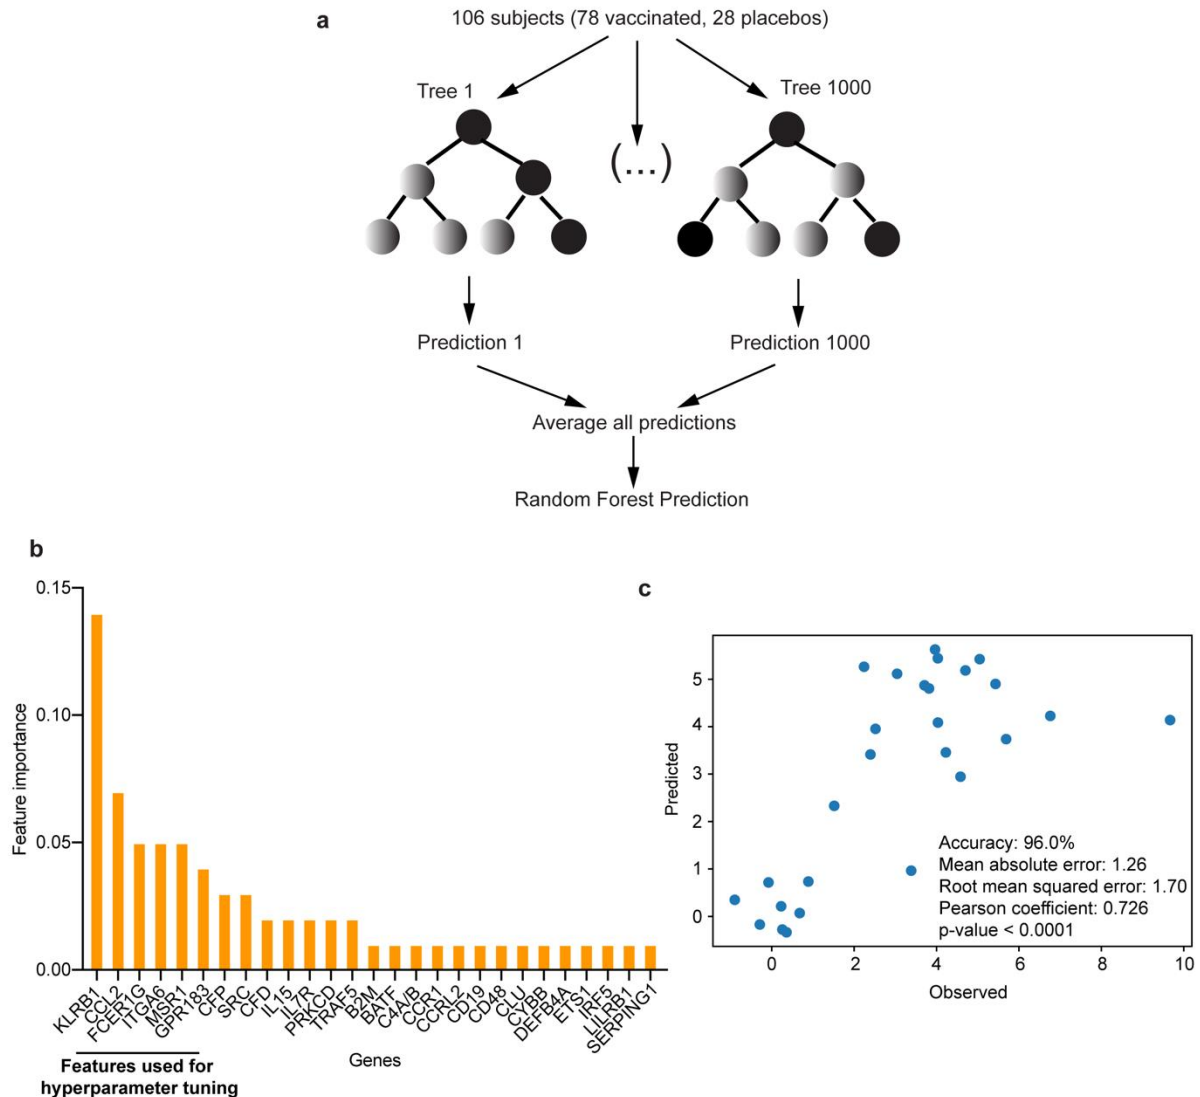 a
106 subjects (78 vaccinated, 28 placebos)
Tree 1
Tree 1000
(...)
Prediction 1
Prediction 1000
Average all predictions
Random Forest Prediction
b
Feature importance
0.15
0.10
0.05
0.00
KLRB1
CCL2
FCER1G
ITGA6
MSR1
GPR183
CFP
SRC
CFD
IL15
IL7R
PRKCD
TRAF5
B2M
BATF
C4A/B
CCR1
CCRL2
CD19
CD48
CLU
CYBB
DEFB4A
ETS1
IRF5
LILRB1
SERPING1
Genes
Features used for
hyperparameter tuning
c
Predicted
5
4
3
2
1
0
Accuracy: 96.0%
Mean absolute error: 1.26
Root mean squared error: 1.70
Pearson coefficient: 0.726
p-value < 0.0001
0 2 4 6 8 10
Observed